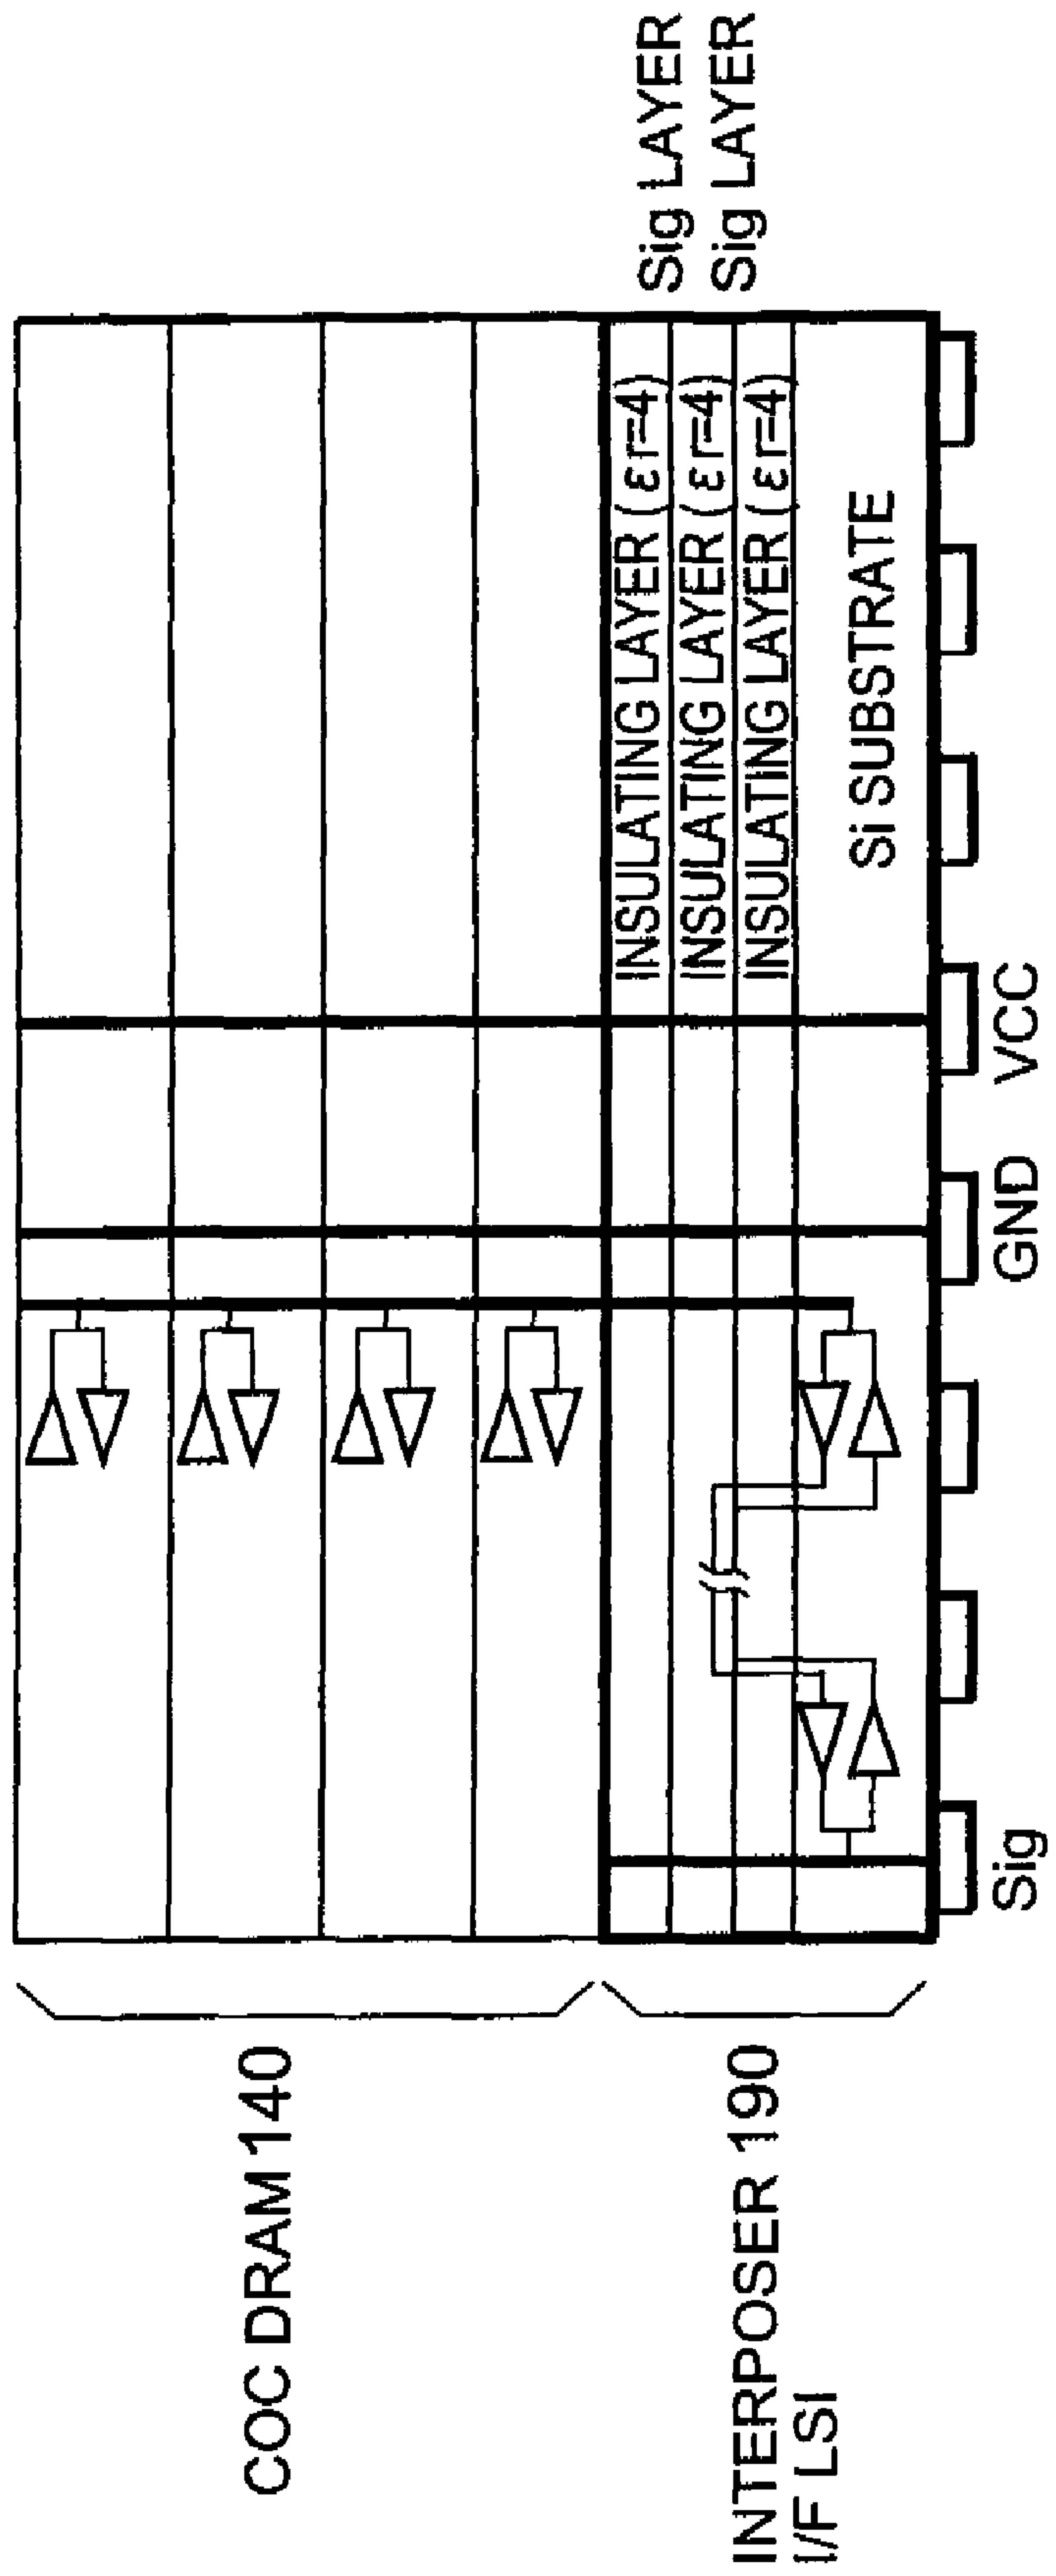 COC DRAM 140
INTERPOSER 190
I/F LSI
INSULATING LAYER (εr=4)
INSULATING LAYER (εr=4)
INSULATING LAYER (εr=4)
Si SUBSTRATE
Sig LAYER
Sig LAYER
Sig
GND
VCC